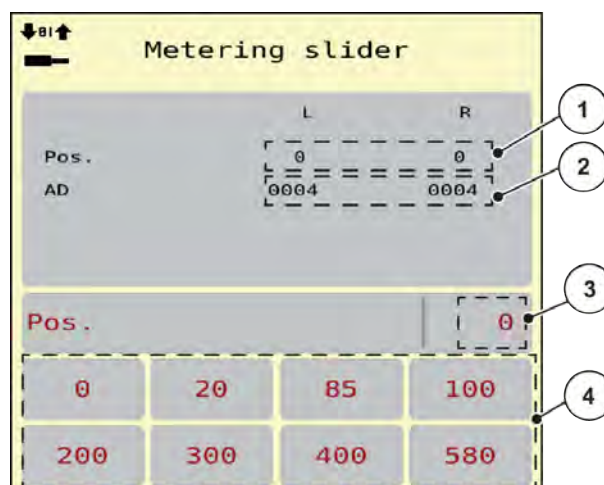 Metering slider
L R
1
Pos. 0 0
2
AD 0004 0004
3
Pos. 0
0 20 85 100
4
200 300 400 580